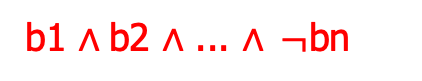 b1 ∧ b2 ∧ ... ∧ ¬bn